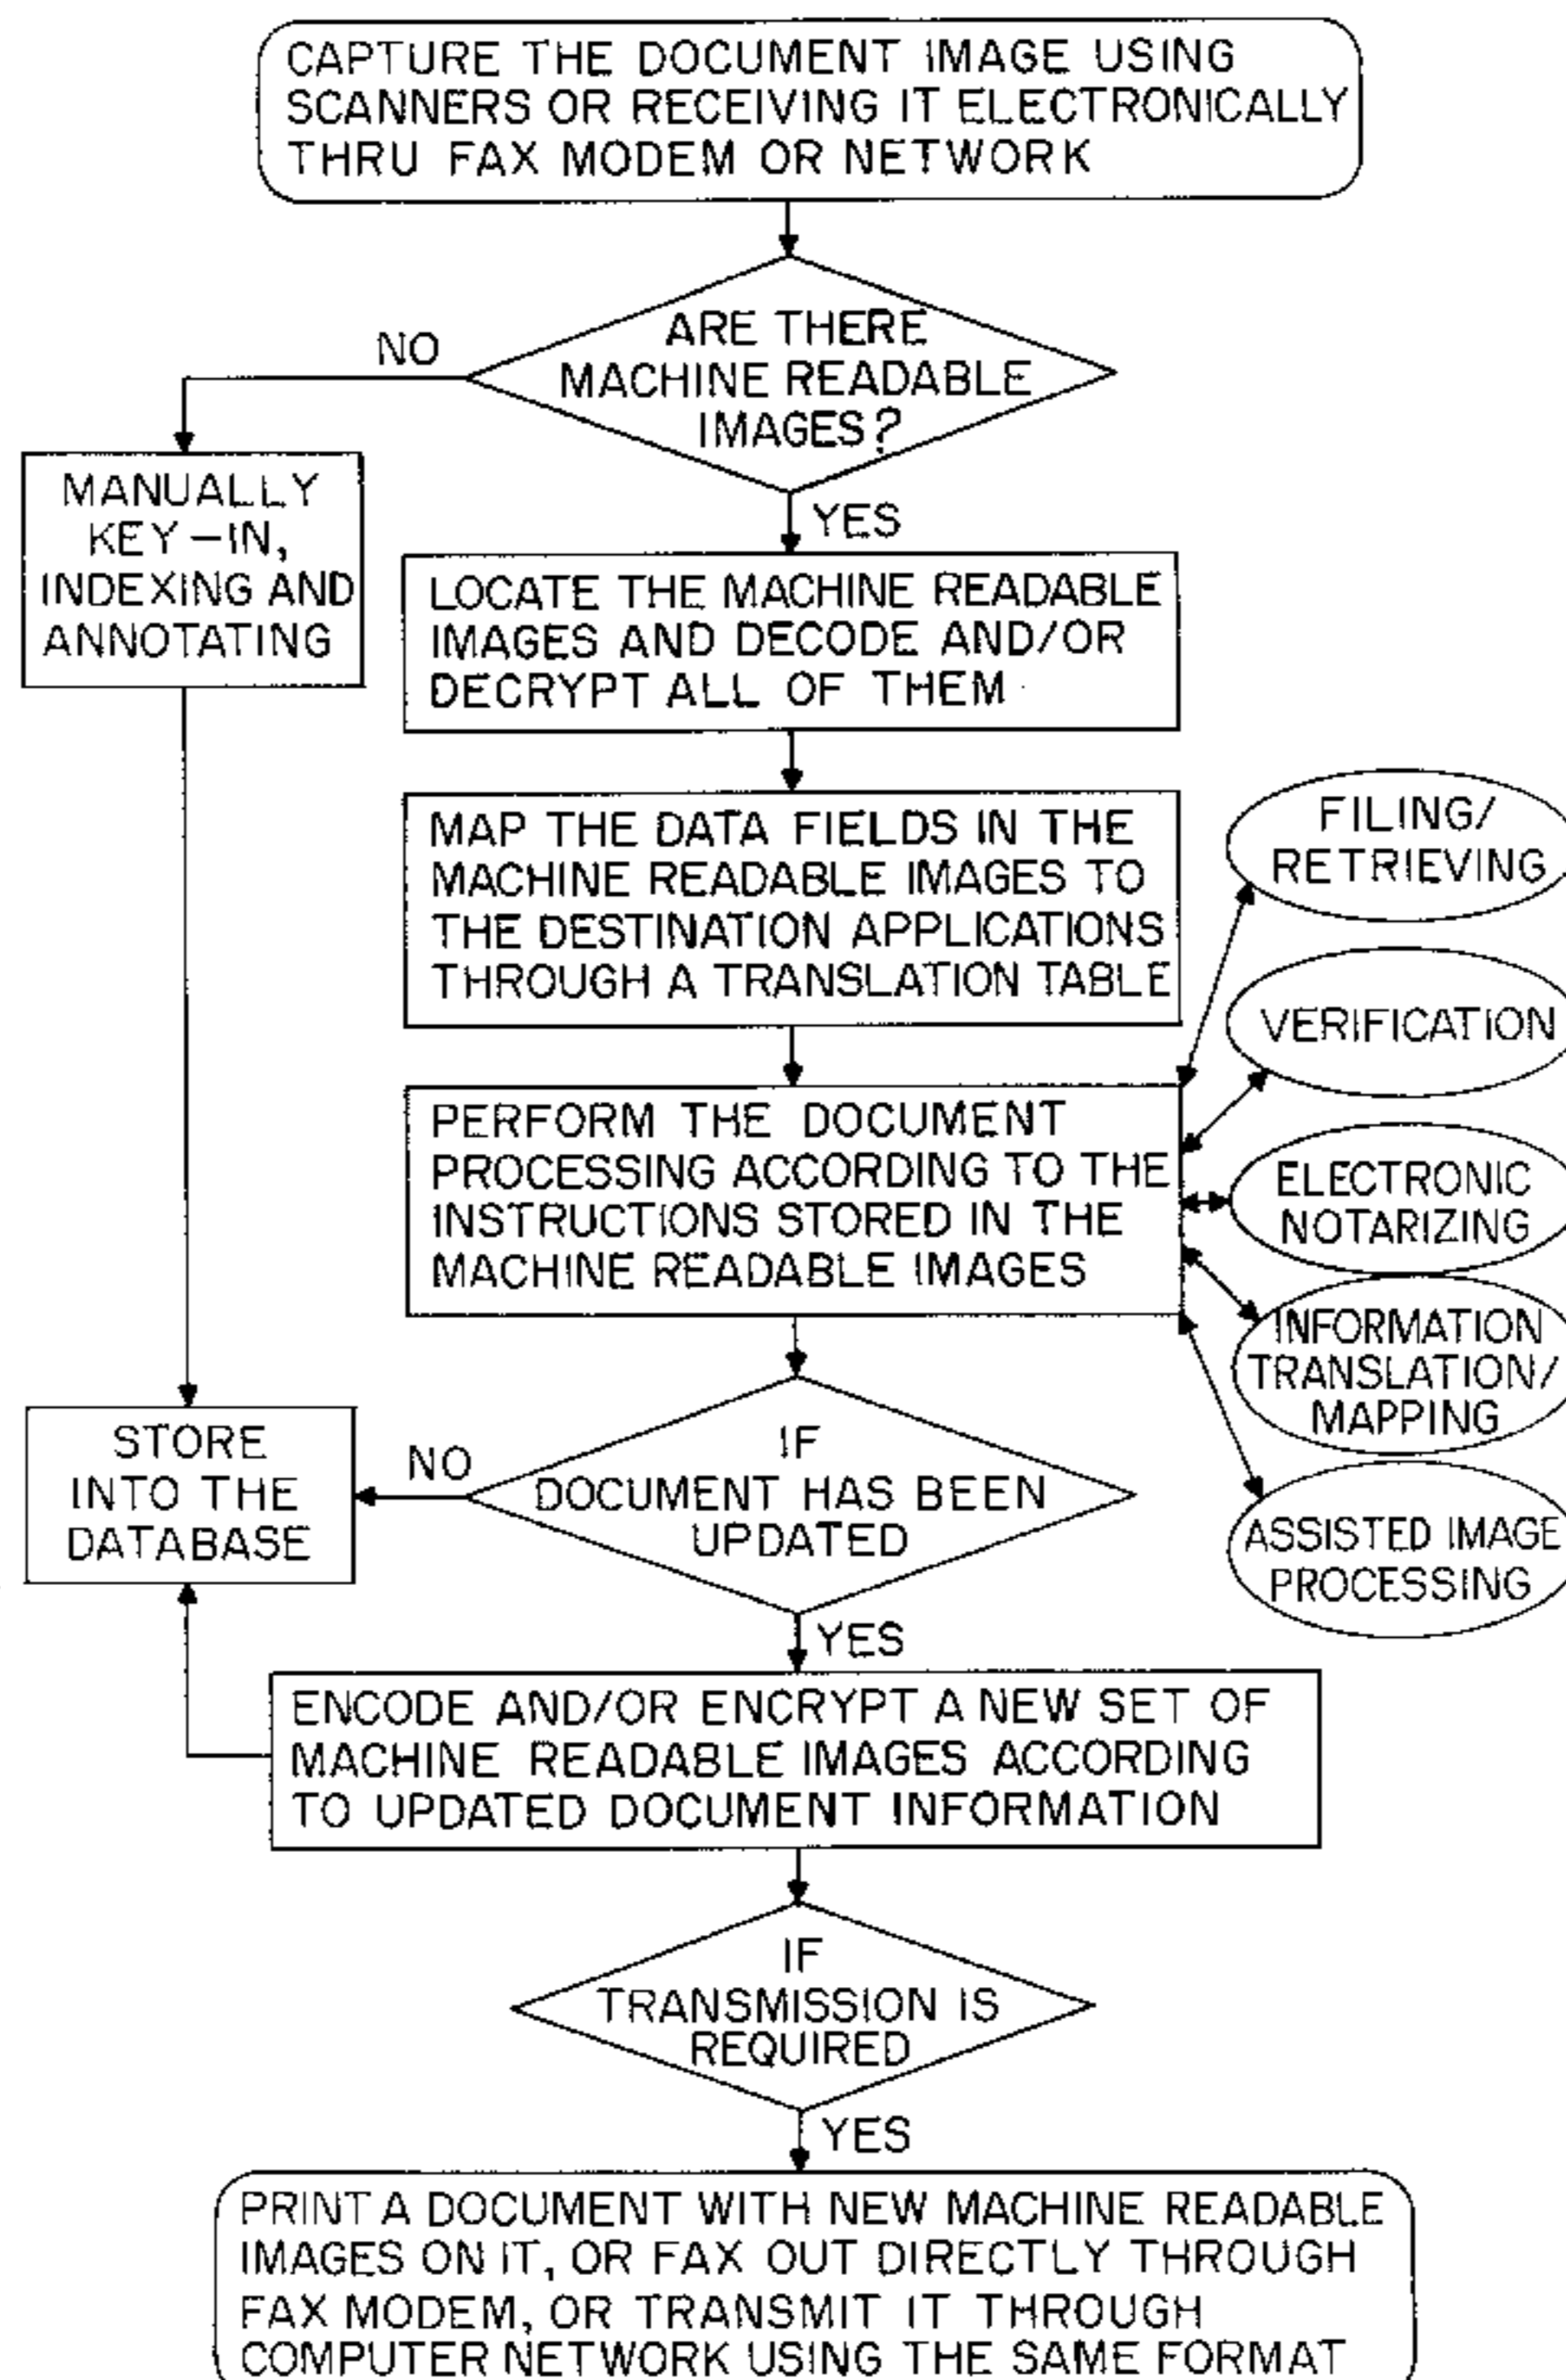 CAPTURE THE DOCUMENT IMAGE USING
SCANNERS OR RECEIVING IT ELECTRONICALLY
THRU FAX MODEM OR NETWORK
ARE THERE
MACHINE READABLE
IMAGES?
NO
YES
MANUALLY
KEY-IN,
INDEXING AND
ANNOTATING
LOCATE THE MACHINE READABLE
IMAGES AND DECODE AND/OR
DECRYPT ALL OF THEM
MAP THE DATA FIELDS IN THE
MACHINE READABLE IMAGES TO
THE DESTINATION APPLICATIONS
THROUGH A TRANSLATION TABLE
FILING/
RETRIEVING
VERIFICATION
PERFORM THE DOCUMENT
PROCESSING ACCORDING TO THE
INSTRUCTIONS STORED IN THE
MACHINE READABLE IMAGES
ELECTRONIC
NOTARIZING
INFORMATION
TRANSLATION/
MAPPING
ASSISTED IMAGE
PROCESSING
IF
DOCUMENT HAS BEEN
UPDATED
NO
STORE
INTO THE
DATABASE
YES
ENCODE AND/OR ENCRYPT A NEW SET OF
MACHINE READABLE IMAGES ACCORDING
TO UPDATED DOCUMENT INFORMATION
IF
TRANSMISSION IS
REQUIRED
YES
PRINT A DOCUMENT WITH NEW MACHINE READABLE
IMAGES ON IT, OR FAX OUT DIRECTLY THROUGH
FAX MODEM, OR TRANSMIT IT THROUGH
COMPUTER NETWORK USING THE SAME FORMAT